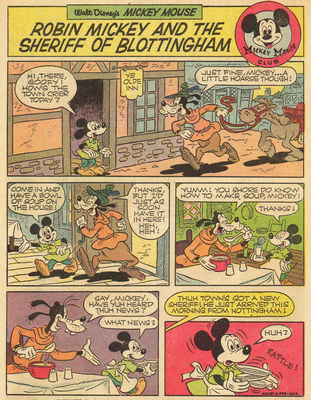 Walt Disney's MICKEY MOUSE
ROBIN MICKEY AND THE
SHERIFF OF BLOTTINGHAM
MICKEY MOUSE
CLUB
HI, THERE,
GOOFY!
HOW'S THE
TOWN CRIER
TODAY?
YE
OLDE
INN
JUST FINE, MICKEY...A
LITTLE HOARSE THOUGH!
COME IN AND
HAVE A BOWL
OF SOUP ON
THE HOUSE!
THANKS,
BUT I'D
JUST AS
SOON
HAVE IT
IN HERE!
HEH,
HEH!
YUMM! YOU SHORE DO KNOW
HOW TO MAKE SOUP, MICKEY!
THANKS!
SAY, MICKEY,
HAVE YUH HEARD
THUH NEWS?
WHAT NEWS?
THUH TOWN'S GOT A NEW
SHERIFF! HE JUST ARRIVED THIS
MORNING FROM NOTTINGHAM!
HUH?
RATTLE!